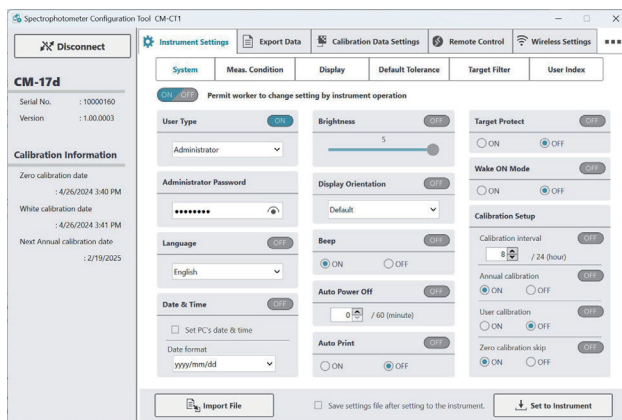 Spectrophotometer Configuration Tool CM-CT1
Disconnect
CM-17d
Serial No. : 10000160
Version : 1.00.0003
Calibration Information
Zero calibration date
: 4/26/2024 3:40 PM
White calibration date
: 4/26/2024 3:41 PM
Next Annual calibration date
: 2/19/2025
Instrument Settings Export Data Calibration Data Settings Remote Control Wireless Settings
System Meas. Condition Display Default Tolerance Target Filter User Index
ON OFF Permit worker to change setting by instrument operation
User Type ON
Administrator
Administrator Password
Language OFF
English
Date & Time OFF
Set PC's date & time
Date format
yyyy/mm/dd
Brightness OFF
5
Display Orientation OFF
Default
Beep OFF
ON OFF
Auto Power Off OFF
0 / 60 (minute)
Auto Print OFF
ON OFF
Target Protect OFF
ON OFF
Wake ON Mode OFF
ON OFF
Calibration Setup
Calibration interval OFF
8 / 24 (hour)
Annual calibration OFF
ON OFF
User calibration OFF
ON OFF
Zero calibration skip OFF
ON OFF
Import File
Save settings file after setting to the instrument.
Set to Instrument